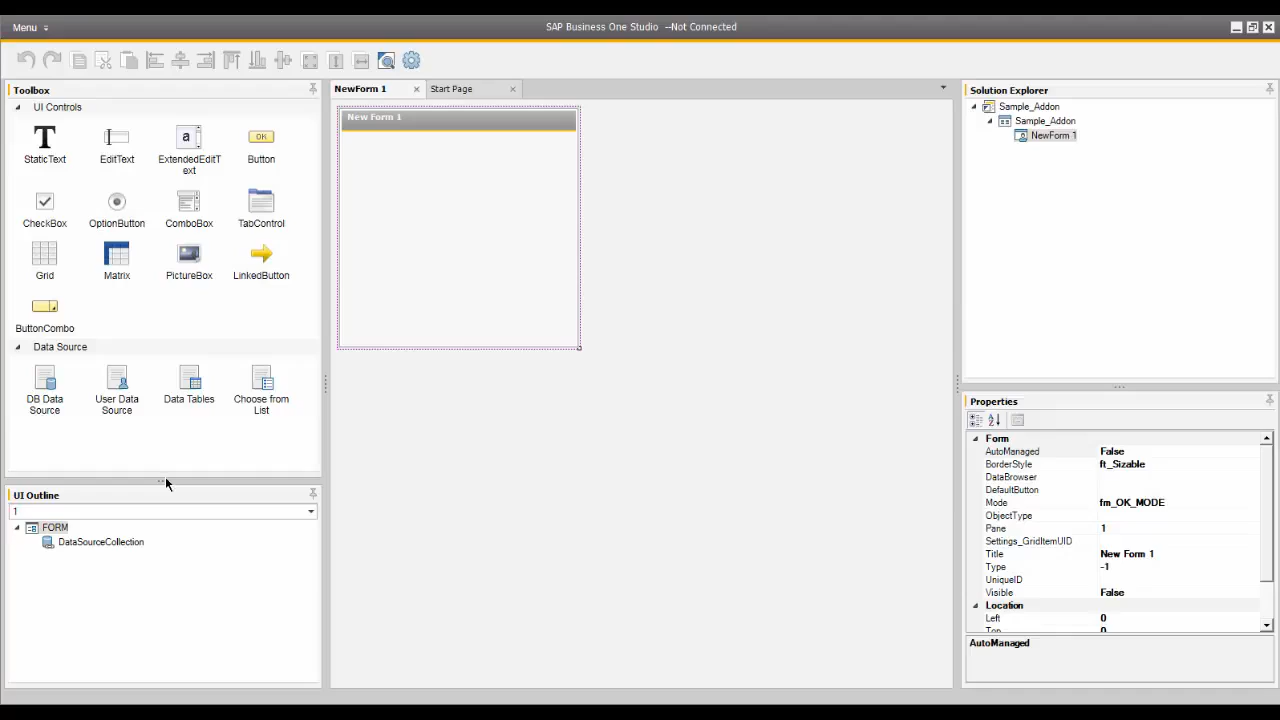 Menu
SAP Business One Studio --Not Connected
Toolbox
UI Controls
StaticText
EditText
ExtendedEditT
ext
Button
CheckBox
OptionButton
ComboBox
TabControl
Grid
Matrix
PictureBox
LinkedButton
ButtonCombo
Data Source
DB Data
Source
User Data
Source
Data Tables
Choose from
List
UI Outline
1
FORM
DataSourceCollection
NewForm 1
Start Page
New Form 1
Solution Explorer
Sample_Addon
Sample_Addon
NewForm 1
Properties
Form
AutoManaged False
BorderStyle ft_Sizable
DataBrowser
DefaultButton
Mode fm_OK_MODE
ObjectType
Pane 1
Settings_GridItemUID
Title New Form 1
Type -1
UniqueID
Visible False
Location
Left 0
Top 0
AutoManaged